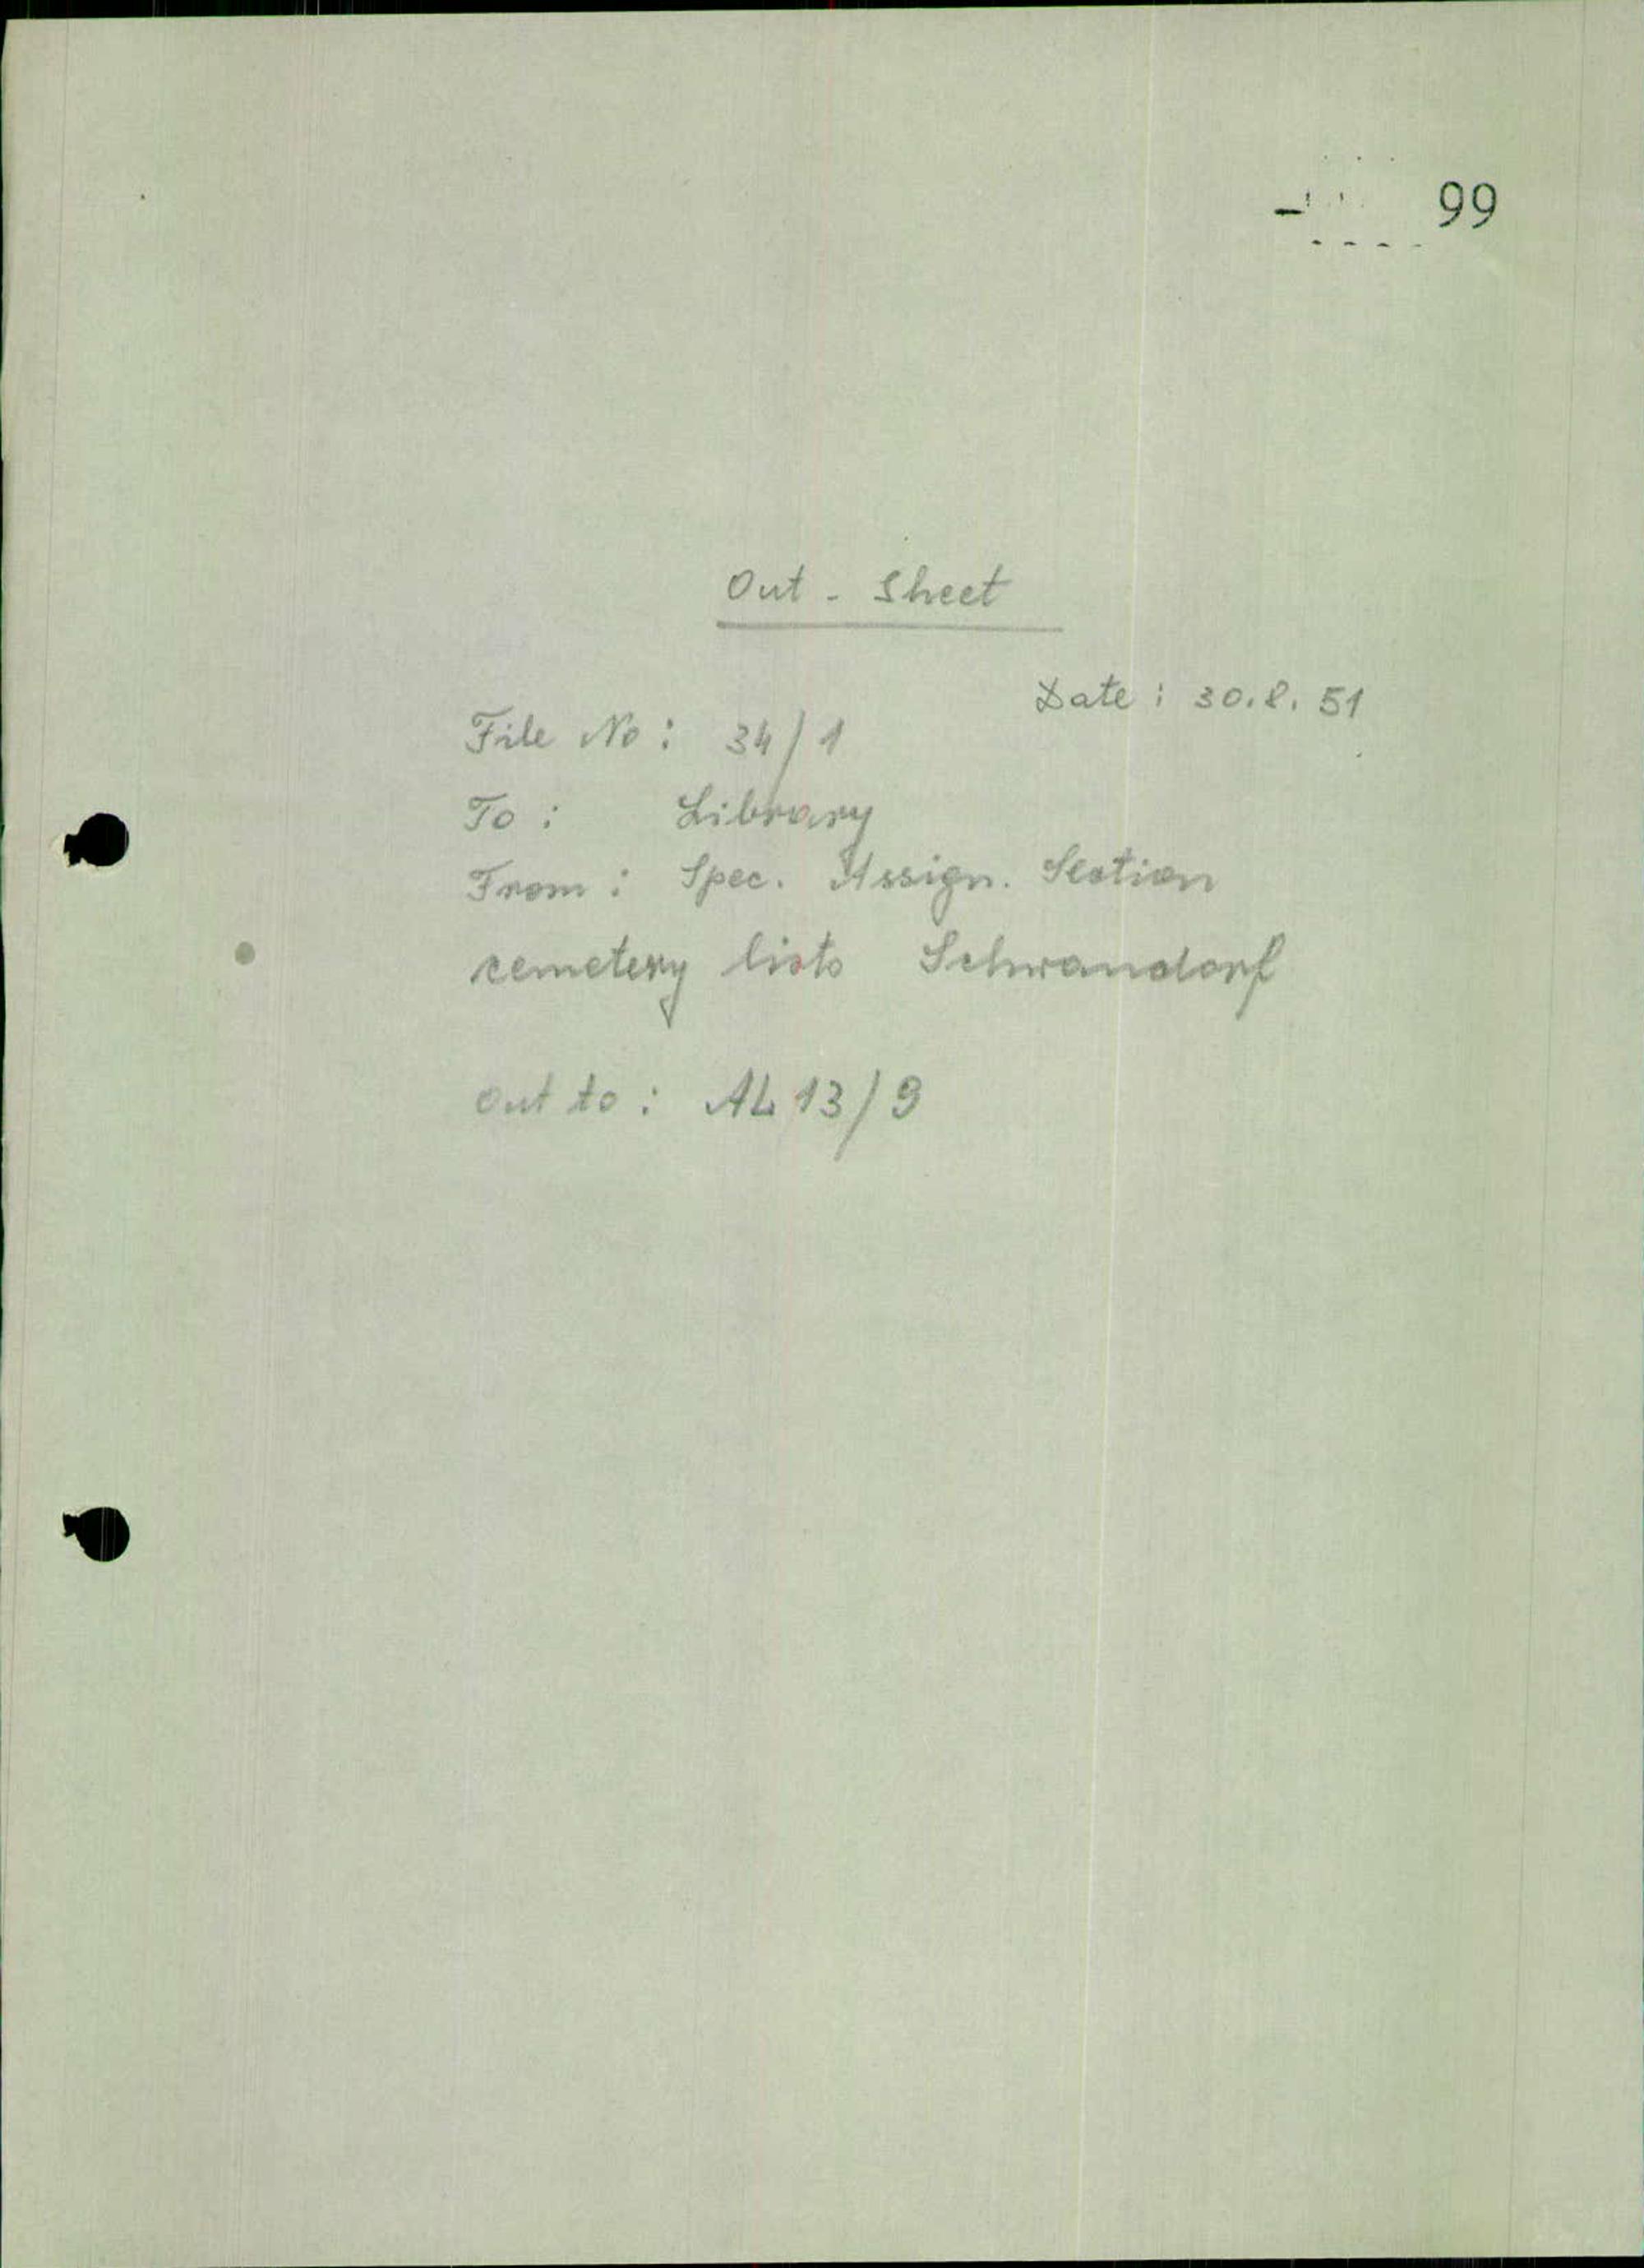 99
Out - Sheet
Date : 30.8.51
File No : 34/1
To : Library
From : Spec. Assign. Section
cemetery lists Schwandorf
out to : AL 13/9